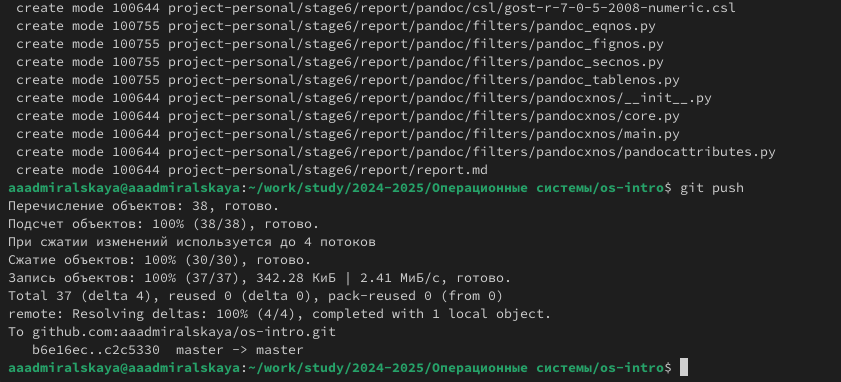 create mode 100644 project-personal/stage6/report/pandoc/csl/gost-r-7-0-5-2008-numeric.csl
create mode 100755 project-personal/stage6/report/pandoc/filters/pandoc_eqnos.py
create mode 100755 project-personal/stage6/report/pandoc/filters/pandoc_fignos.py
create mode 100755 project-personal/stage6/report/pandoc/filters/pandoc_secnos.py
create mode 100755 project-personal/stage6/report/pandoc/filters/pandoc_tablenos.py
create mode 100644 project-personal/stage6/report/pandoc/filters/pandocxnos/__init__.py
create mode 100644 project-personal/stage6/report/pandoc/filters/pandocxnos/core.py
create mode 100644 project-personal/stage6/report/pandoc/filters/pandocxnos/main.py
create mode 100644 project-personal/stage6/report/pandoc/filters/pandocxnos/pandocattributes.py
create mode 100644 project-personal/stage6/report/report.md
aaadmiralskaya@aaadmiralskaya:~/work/study/2024-2025/Операционные системы/os-intro$ git push
Перечисление объектов: 38, готово.
Подсчет объектов: 100% (38/38), готово.
При сжатии изменений используется до 4 потоков
Сжатие объектов: 100% (30/30), готово.
Запись объектов: 100% (37/37), 342.28 КиБ | 2.41 МиБ/с, готово.
Total 37 (delta 4), reused 0 (delta 0), pack-reused 0 (from 0)
remote: Resolving deltas: 100% (4/4), completed with 1 local object.
To github.com:aaadmiralskaya/os-intro.git
b6e16ec..c2c5330  master -> master
aaadmiralskaya@aaadmiralskaya:~/work/study/2024-2025/Операционные системы/os-intro$